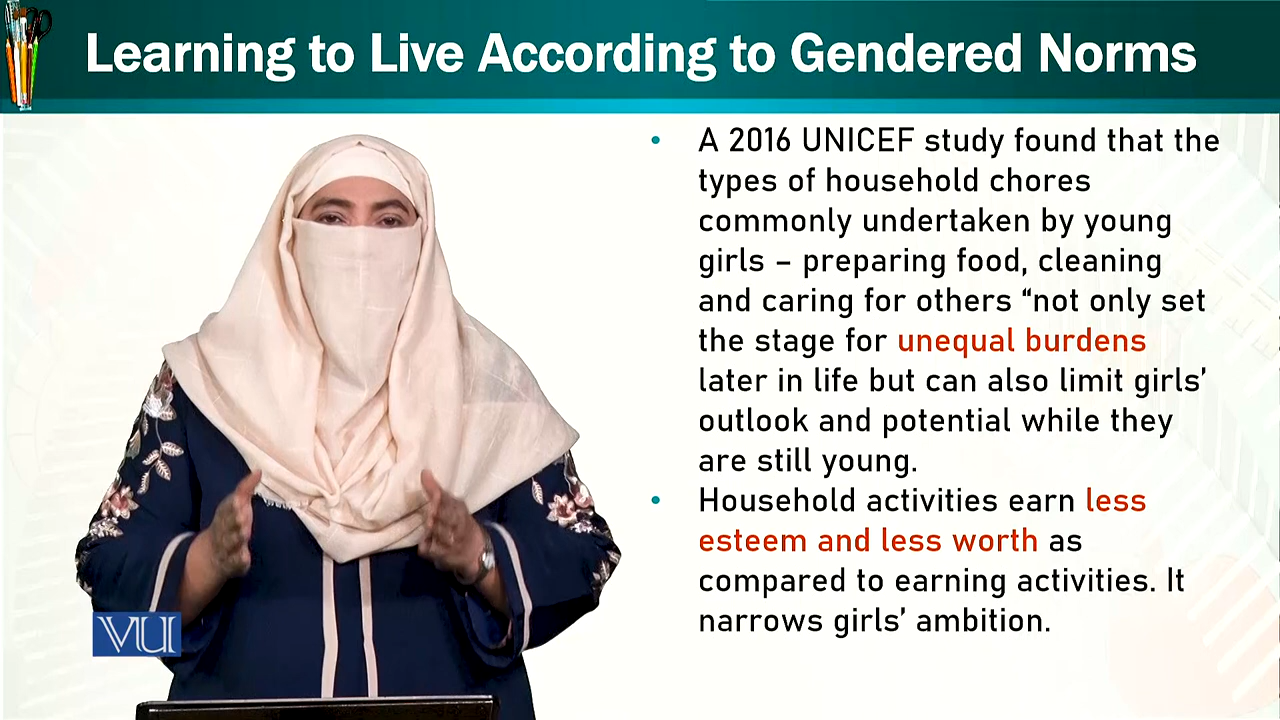 Learning to Live According to Gendered Norms
• A 2016 UNICEF study found that the
types of household chores
commonly undertaken by young
girls – preparing food, cleaning
and caring for others “not only set
the stage for unequal burdens
later in life but can also limit girls’
outlook and potential while they
are still young.
• Household activities earn less
esteem and less worth as
compared to earning activities. It
narrows girls’ ambition.
VU